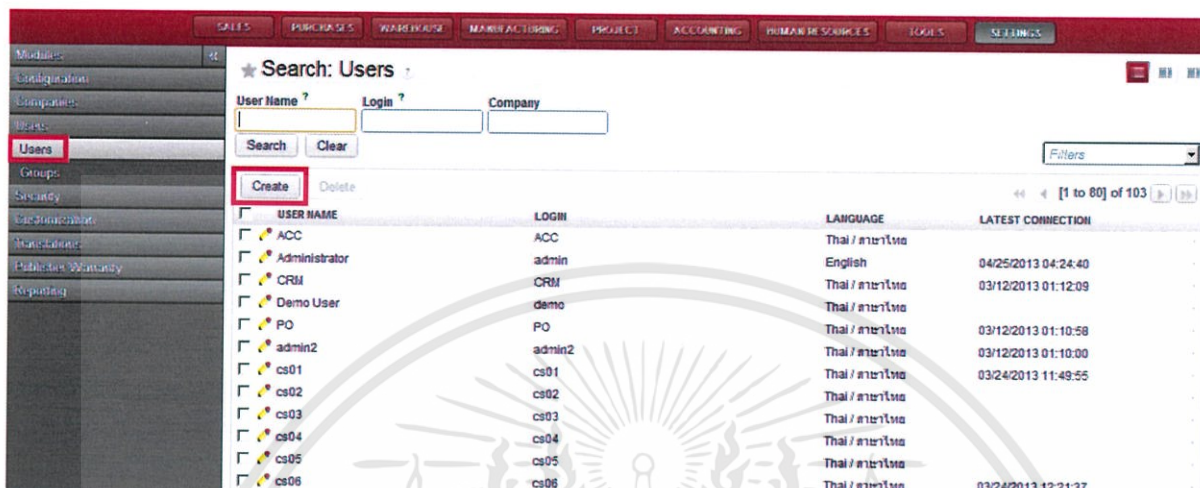 SALES PURCHASES WAREHOUSE MANUFACTURING PROJECT ACCOUNTING HUMAN RESOURCES TOOLS SETTINGS
Modules
Configuration
Companies
Users
Users
Groups
Security
Customization
Translations
Publisher Warranty
Reporting
Search: Users ?
User Name ? Login ? Company
Search Clear
Filters
Create Delete
[1 to 80] of 103
USER NAME LOGIN LANGUAGE LATEST CONNECTION
ACC ACC Thai / ภาษาไทย
Administrator admin English 04/25/2013 04:24:40
CRM CRM Thai / ภาษาไทย 03/12/2013 01:12:09
Demo User demo Thai / ภาษาไทย
PO PO Thai / ภาษาไทย 03/12/2013 01:10:58
admin2 admin2 Thai / ภาษาไทย 03/12/2013 01:10:00
cs01 cs01 Thai / ภาษาไทย 03/24/2013 11:49:55
cs02 cs02 Thai / ภาษาไทย
cs03 cs03 Thai / ภาษาไทย
cs04 cs04 Thai / ภาษาไทย
cs05 cs05 Thai / ภาษาไทย
cs06 cs06 Thai / ภาษาไทย 03/24/2013 12:21:37